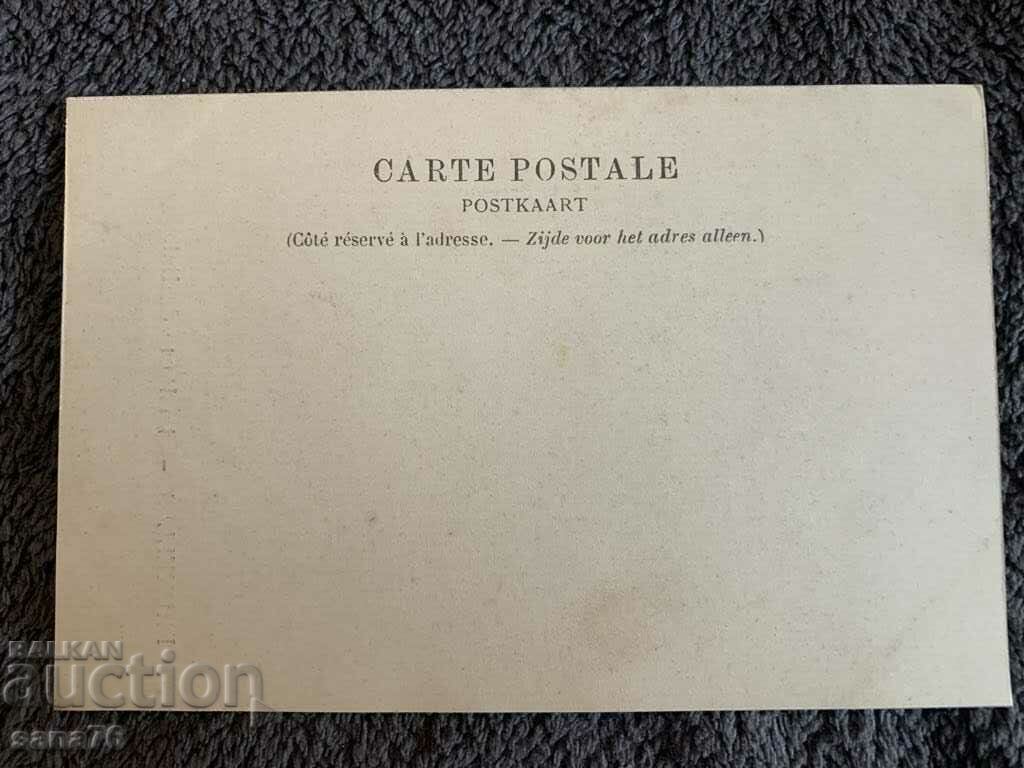 CARTE POSTALE
POSTKAART
(Côté réservé à l'adresse. — Zijde voor het adres alleen.)
BALKAN
auction
sana76